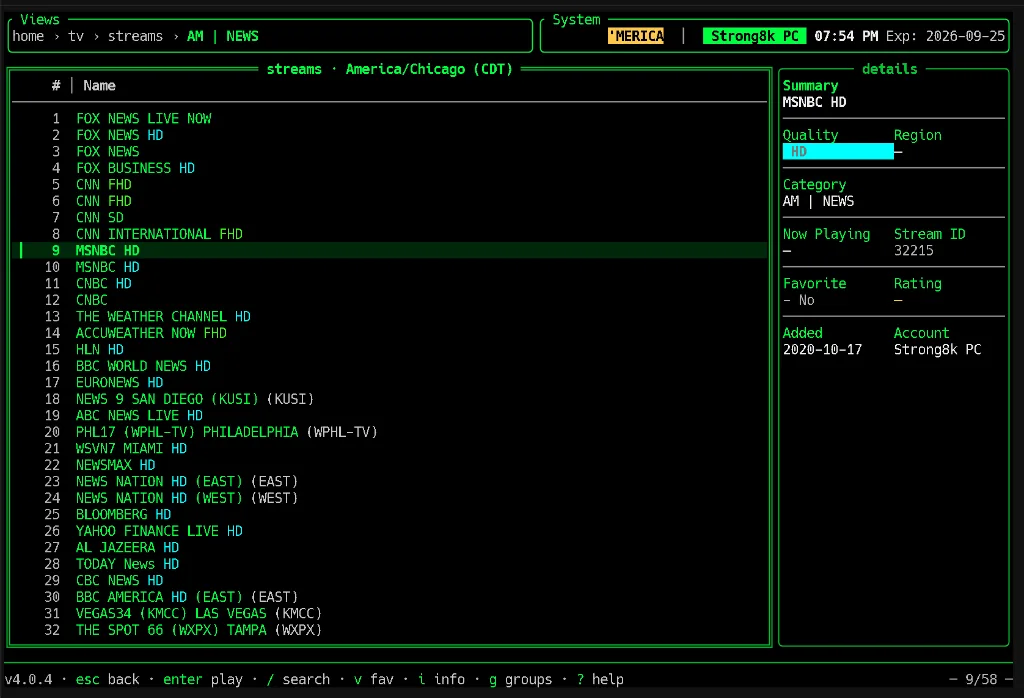 Views
home › tv › streams › AM | NEWS
System
'MERICA | Strong8k PC 07:54 PM Exp: 2026-09-25
streams · America/Chicago (CDT)
# | Name
1 FOX NEWS LIVE NOW
2 FOX NEWS HD
3 FOX NEWS
4 FOX BUSINESS HD
5 CNN FHD
6 CNN FHD
7 CNN SD
8 CNN INTERNATIONAL FHD
9 MSNBC HD
10 MSNBC HD
11 CNBC HD
12 CNBC
13 THE WEATHER CHANNEL HD
14 ACCUWEATHER NOW FHD
15 HLN HD
16 BBC WORLD NEWS HD
17 EURONEWS HD
18 NEWS 9 SAN DIEGO (KUSI) (KUSI)
19 ABC NEWS LIVE HD
20 PHL17 (WPHL-TV) PHILADELPHIA (WPHL-TV)
21 WSVN7 MIAMI HD
22 NEWSMAX HD
23 NEWS NATION HD (EAST) (EAST)
24 NEWS NATION HD (WEST) (WEST)
25 BLOOMBERG HD
26 YAHOO FINANCE LIVE HD
27 AL JAZEERA HD
28 TODAY News HD
29 CBC NEWS HD
30 BBC AMERICA HD (EAST) (EAST)
31 VEGAS34 (KMCC) LAS VEGAS (KMCC)
32 THE SPOT 66 (WXPX) TAMPA (WXPX)
details
Summary
MSNBC HD
Quality Region
HD —
Category
AM | NEWS
Now Playing Stream ID
— 32215
Favorite Rating
- No —
Added Account
2020-10-17 Strong8k PC
v4.0.4 · esc back · enter play · / search · v fav · i info · g groups · ? help
— 9/58 —